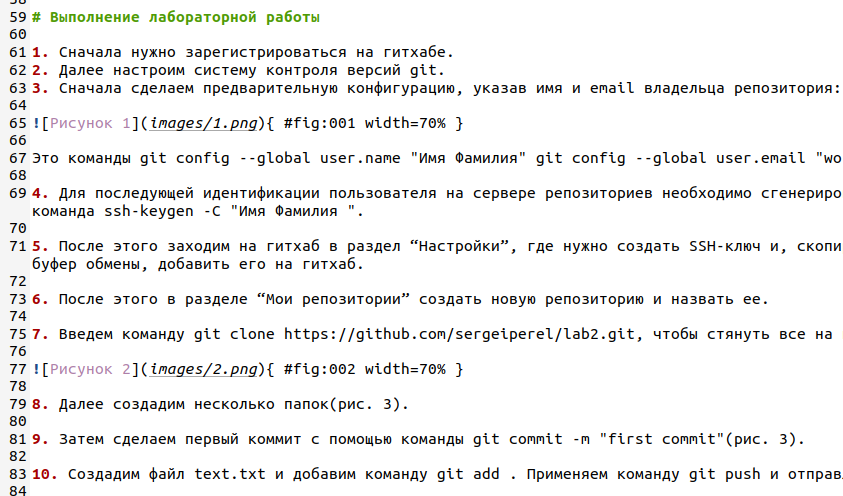 59 # Выполнение лабораторной работы
60
61 1. Сначала нужно зарегистрироваться на гитхабе.
62 2. Далее настроим систему контроля версий git.
63 3. Сначала сделаем предварительную конфигурацию, указав имя и email владельца репозитория:
64
65 ![Рисунок 1](images/1.png){ #fig:001 width=70% }
66
67 Это команды git config --global user.name "Имя Фамилия" git config --global user.email "wo
68
69 4. Для последующей идентификации пользователя на сервере репозиториев необходимо сгенериро
команда ssh-keygen -C "Имя Фамилия ".
70
71 5. После этого заходим на гитхаб в раздел “Настройки”, где нужно создать SSH-ключ и, скопи
буфер обмены, добавить его на гитхаб.
72
73 6. После этого в разделе “Мои репозитории” создать новую репозиторию и назвать ее.
74
75 7. Введем команду git clone https://github.com/sergeiperel/lab2.git, чтобы стянуть все на
76
77 ![Рисунок 2](images/2.png){ #fig:002 width=70% }
78
79 8. Далее создадим несколько папок(рис. 3).
80
81 9. Затем сделаем первый коммит с помощью команды git commit -m "first commit"(рис. 3).
82
83 10. Создадим файл text.txt и добавим команду git add . Применяем команду git push и отправ
84